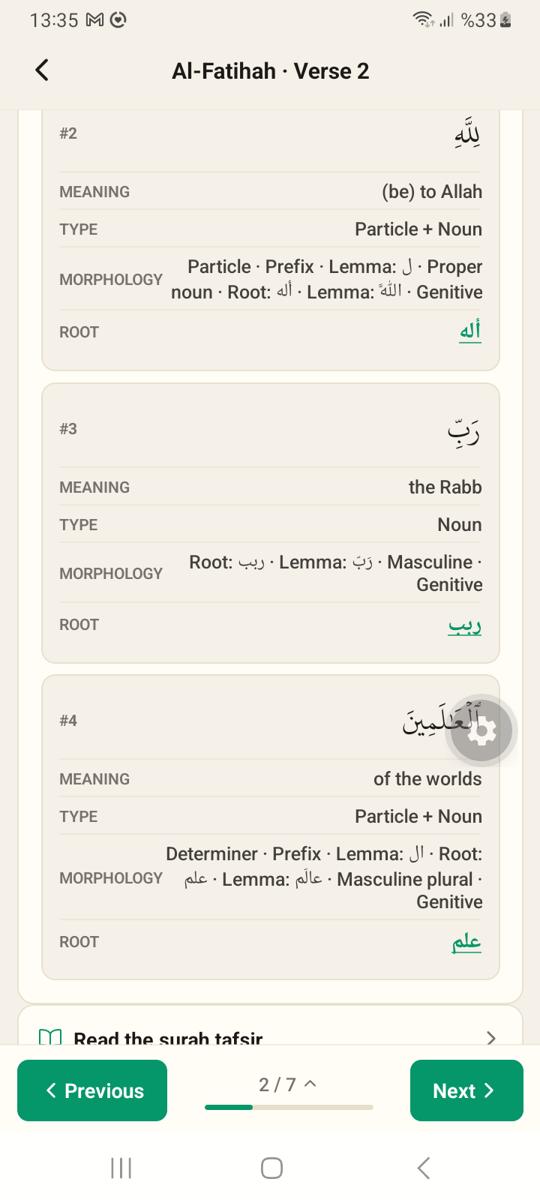 13:35 %33
Al-Fatihah · Verse 2
#2 لِلَّهِ
MEANING (be) to Allah
TYPE Particle + Noun
MORPHOLOGY Particle · Prefix · Lemma: ل · Proper
noun · Root: أله · Lemma: اللَّه · Genitive
ROOT أله
#3 رَبِّ
MEANING the Rabb
TYPE Noun
MORPHOLOGY Root: ربب · Lemma: رَبّ · Masculine ·
Genitive
ROOT ربب
#4 ٱلْعَـٰلَمِينَ
MEANING of the worlds
TYPE Particle + Noun
MORPHOLOGY Determiner · Prefix · Lemma: ال · Root:
علم · Lemma: عالَم · Masculine plural ·
Genitive
ROOT علم
Read the surah tafsir
Previous 2 / 7 Next